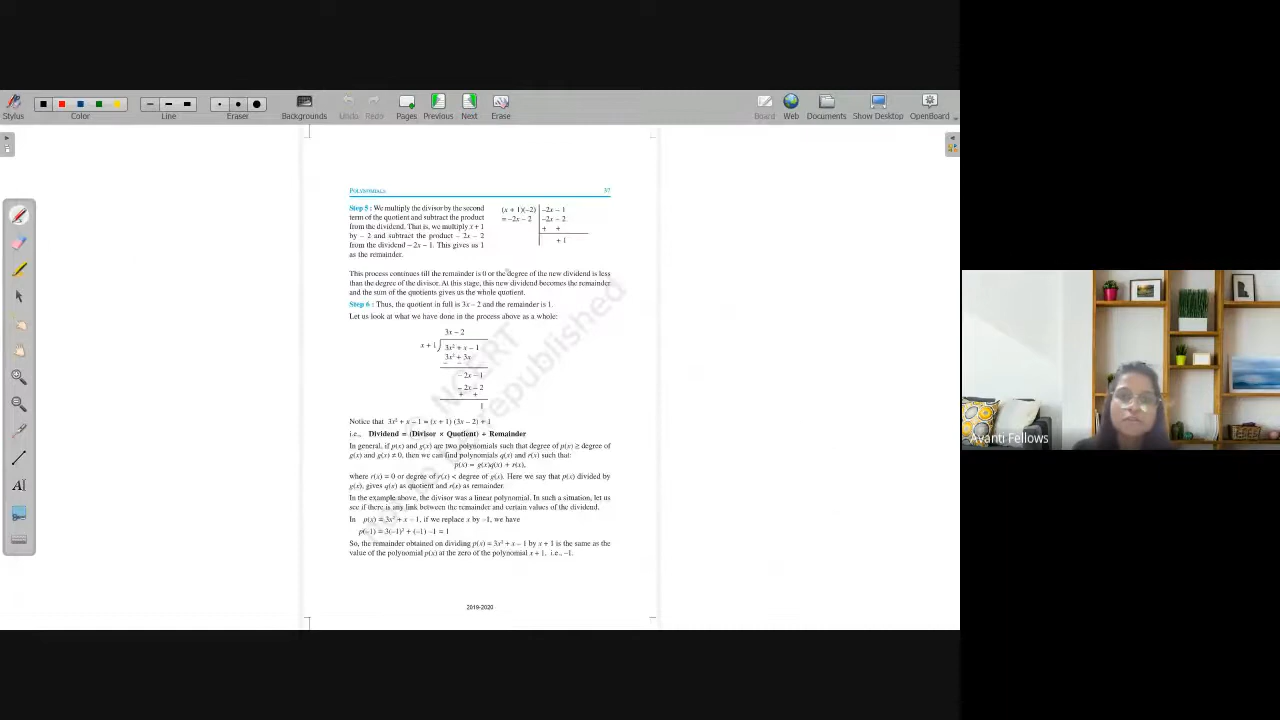 Stylus
Color
Line
Eraser
Backgrounds
Undo
Redo
Pages
Previous
Next
Erase
Board
Web
Documents
Show Desktop
OpenBoard
POLYNOMIALS 37
Step 5 : We multiply the divisor by the second
term of the quotient and subtract the product
from the dividend. That is, we multiply x + 1
by – 2 and subtract the product – 2x – 2
from the dividend – 2x – 1. This gives us 1
as the remainder.
(x + 1)(–2) –2x – 1
= –2x – 2 –2x – 2
+ +
+ 1
This process continues till the remainder is 0 or the degree of the new dividend is less
than the degree of the divisor. At this stage, this new dividend becomes the remainder
and the sum of the quotients gives us the whole quotient.
Step 6 : Thus, the quotient in full is 3x – 2 and the remainder is 1.
Let us look at what we have done in the process above as a whole:
3x – 2
x + 1 3x² + x – 1
3x² + 3x
– –
– 2x – 1
– 2x – 2
+ +
1
Notice that 3x² + x – 1 = (x + 1) (3x – 2) + 1
i.e., Dividend = (Divisor × Quotient) + Remainder
In general, if p(x) and g(x) are two polynomials such that degree of p(x) ≥ degree of
g(x) and g(x) ≠ 0, then we can find polynomials q(x) and r(x) such that:
p(x) = g(x)q(x) + r(x),
where r(x) = 0 or degree of r(x) < degree of g(x). Here we say that p(x) divided by
g(x), gives q(x) as quotient and r(x) as remainder.
In the example above, the divisor was a linear polynomial. In such a situation, let us
see if there is any link between the remainder and certain values of the dividend.
In p(x) = 3x² + x – 1, if we replace x by –1, we have
p(–1) = 3(–1)² + (–1) –1 = 1
So, the remainder obtained on dividing p(x) = 3x² + x – 1 by x + 1 is the same as the
value of the polynomial p(x) at the zero of the polynomial x + 1, i.e., –1.
2019-2020
NCERT
republished
Avanti Fellows